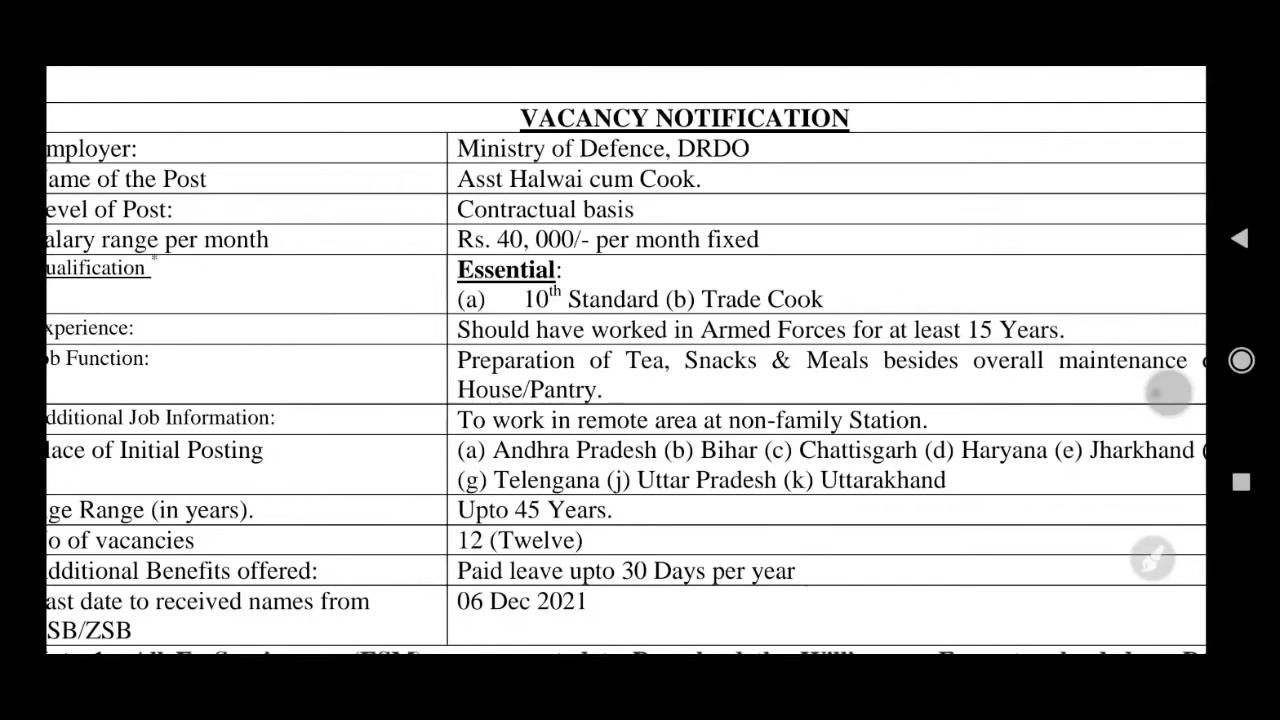 VACANCY NOTIFICATION
mployer: Ministry of Defence, DRDO
ame of the Post Asst Halwai cum Cook.
evel of Post: Contractual basis
alary range per month Rs. 40, 000/- per month fixed
ualification * Essential:
(a) 10th Standard (b) Trade Cook
xperience: Should have worked in Armed Forces for at least 15 Years.
ob Function: Preparation of Tea, Snacks & Meals besides overall maintenance
House/Pantry.
dditional Job Information: To work in remote area at non-family Station.
lace of Initial Posting (a) Andhra Pradesh (b) Bihar (c) Chattisgarh (d) Haryana (e) Jharkhand (
(g) Telengana (j) Uttar Pradesh (k) Uttarakhand
ge Range (in years). Upto 45 Years.
o of vacancies 12 (Twelve)
dditional Benefits offered: Paid leave upto 30 Days per year
ast date to received names from 06 Dec 2021
SB/ZSB